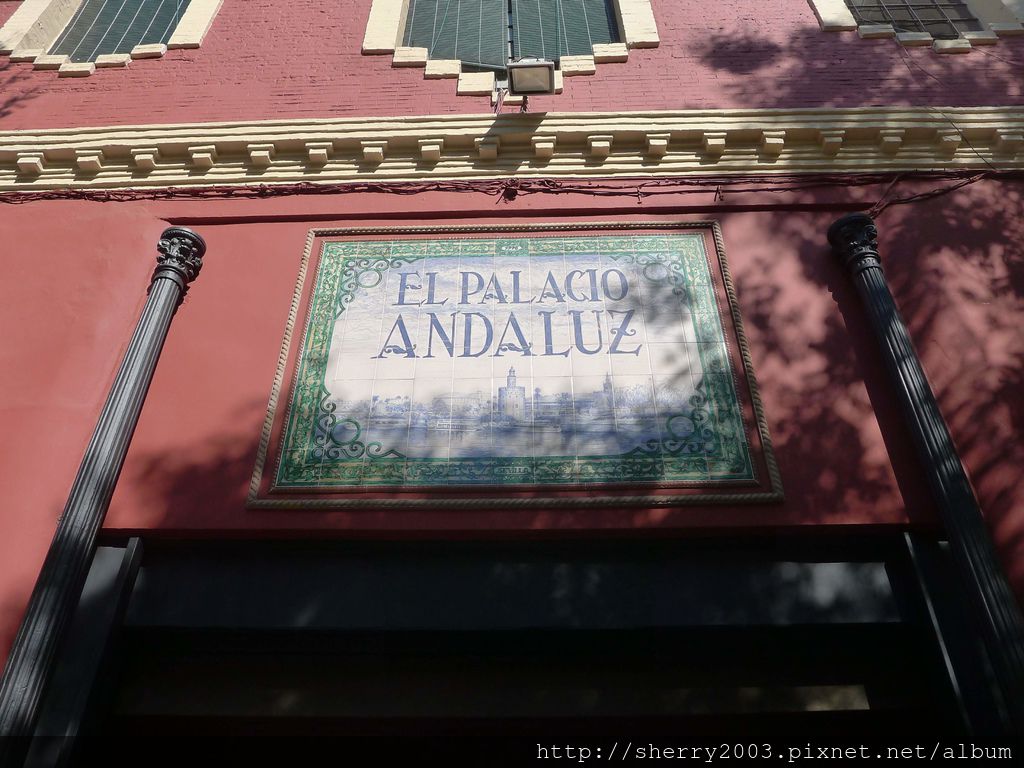 EL PALACIO
ANDALUZ
http://sherry2003.pixnet.net/album